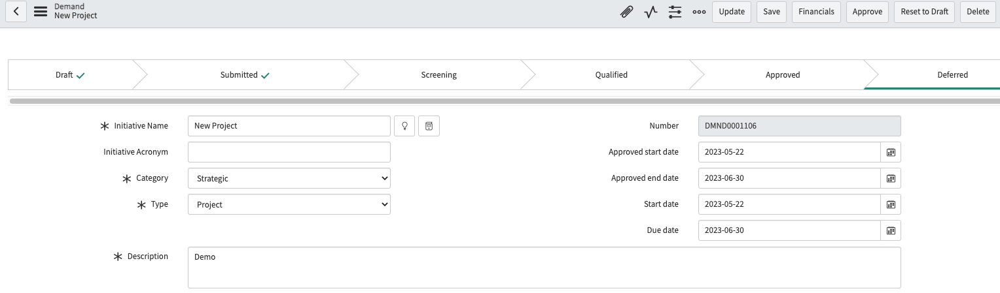 Demand
New Project
Update Save Financials Approve Reset to Draft Delete
Draft Submitted Screening Qualified Approved Deferred
Initiative Name New Project Number DMND0001106
Initiative Acronym Approved start date 2023-05-22
Category Strategic Approved end date 2023-06-30
Type Project Start date 2023-05-22
Due date 2023-06-30
Description Demo